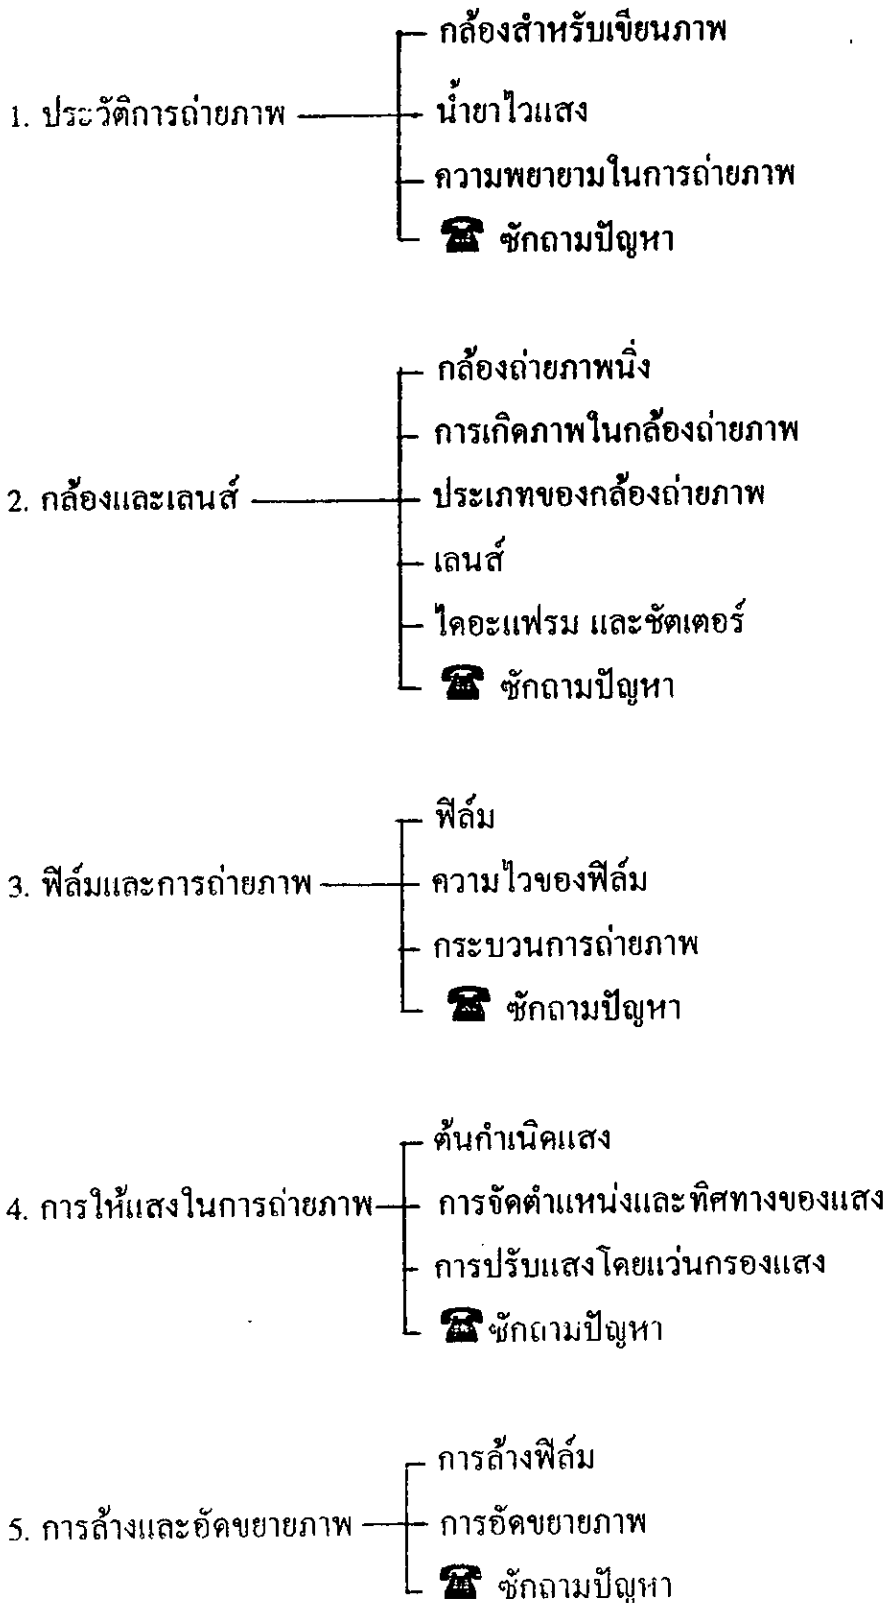 กล้องสำหรับเขียนภาพ
1. ประวัติการถ่ายภาพ
น้ำยาไวแสง
ความพยายามในการถ่ายภาพ
☎ ซักถามปัญหา
กล้องถ่ายภาพนิ่ง
การเกิดภาพในกล้องถ่ายภาพ
2. กล้องและเลนส์
ประเภทของกล้องถ่ายภาพ
เลนส์
ไดอะแฟรม และชัตเตอร์
☎ ซักถามปัญหา
ฟิล์ม
3. ฟิล์มและการถ่ายภาพ
ความไวของฟิล์ม
กระบวนการถ่ายภาพ
☎ ซักถามปัญหา
ต้นกำเนิดแสง
4. การให้แสงในการถ่ายภาพ
การจัดตำแหน่งและทิศทางของแสง
การปรับแสงโดยแว่นกรองแสง
☎ ซักถามปัญหา
การล้างฟิล์ม
5. การล้างและอัดขยายภาพ
การอัดขยายภาพ
☎ ซักถามปัญหา